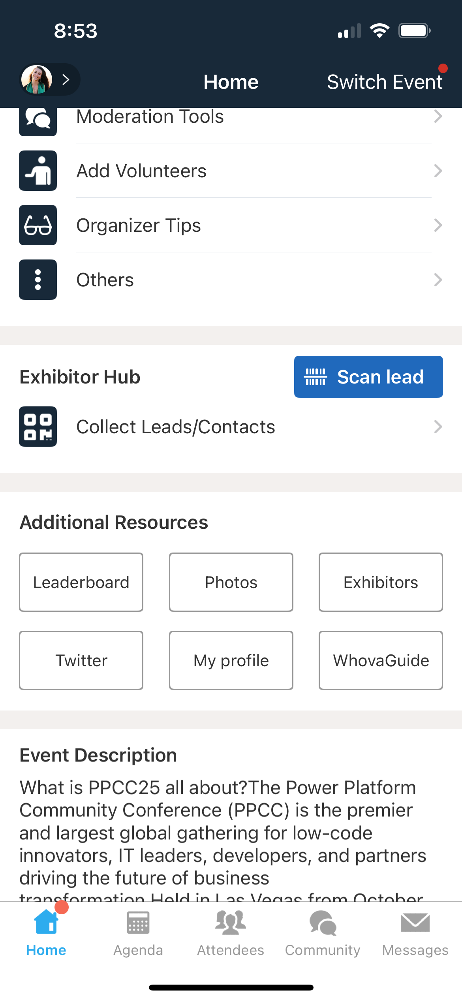 8:53
Home
Switch Event
Moderation Tools
Add Volunteers
Organizer Tips
Others
Exhibitor Hub
Scan lead
Collect Leads/Contacts
Additional Resources
Leaderboard
Photos
Exhibitors
Twitter
My profile
WhovaGuide
Event Description
What is PPCC25 all about?The Power Platform
Community Conference (PPCC) is the premier
and largest global gathering for low-code
innovators, IT leaders, developers, and partners
driving the future of business
transformation Held in Las Vegas from October
Home
Agenda
Attendees
Community
Messages